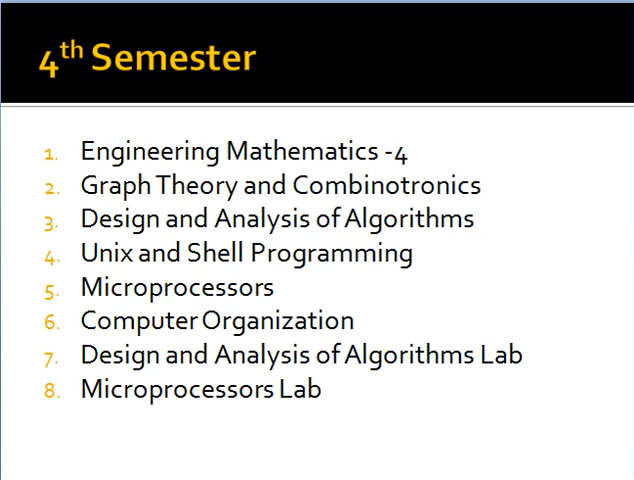 4th Semester
1. Engineering Mathematics -4
2. Graph Theory and Combinotronics
3. Design and Analysis of Algorithms
4. Unix and Shell Programming
5. Microprocessors
6. Computer Organization
7. Design and Analysis of Algorithms Lab
8. Microprocessors Lab